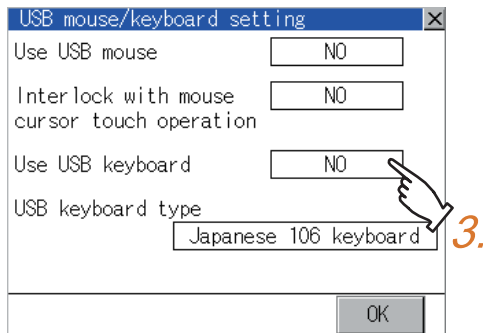 USB mouse/keyboard setting ×
Use USB mouse NO
Interlock with mouse NO
cursor touch operation
Use USB keyboard NO
USB keyboard type
Japanese 106 keyboard
3.
OK